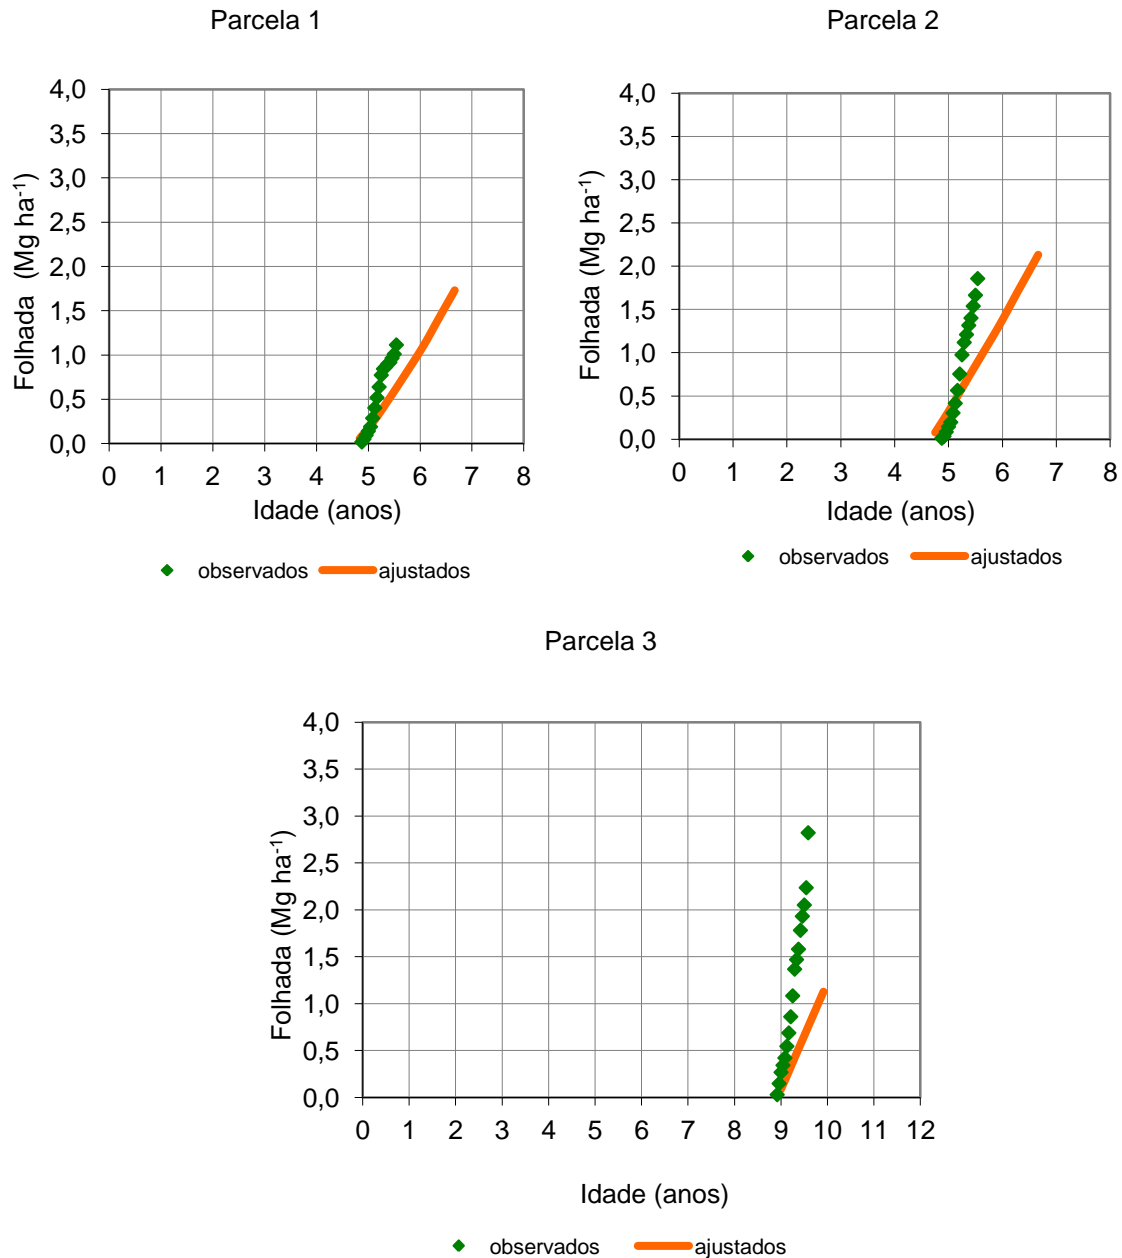 Parcela 1
4,0
3,5
3,0
2,5
2,0
1,5
1,0
0,5
0,0
Folhada (Mg ha-1)
0 1 2 3 4 5 6 7 8
Idade (anos)
observados ajustados
Parcela 2
4,0
3,5
3,0
2,5
2,0
1,5
1,0
0,5
0,0
Folhada (Mg ha-1)
0 1 2 3 4 5 6 7 8
Idade (anos)
observados ajustados
Parcela 3
4,0
3,5
3,0
2,5
2,0
1,5
1,0
0,5
0,0
Folhada (Mg ha-1)
0 1 2 3 4 5 6 7 8 9 10 11 12
Idade (anos)
observados ajustados